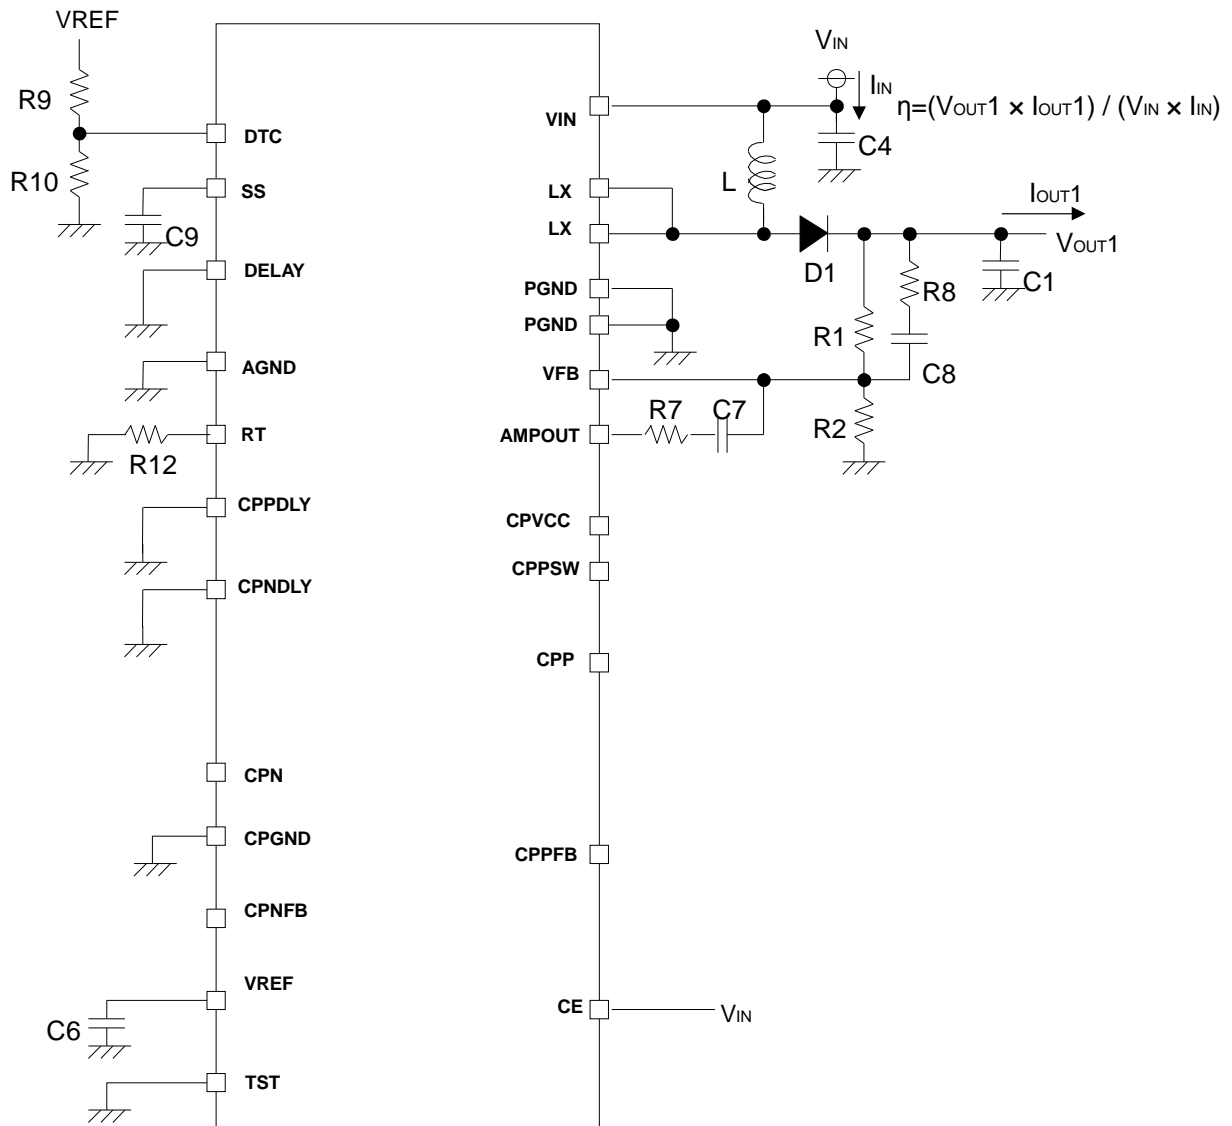 VREF
R9
R10
DTC
SS
C9
DELAY
AGND
RT
R12
CPPDLY
CPNDLY
CPN
CPGND
CPNFB
VREF
C6
TST
VIN
IIN
η=(VOUT1 × IOUT1) / (VIN × IIN)
VIN
C4
L
LX
LX
IOUT1
VOUT1
D1
C1
R8
PGND
PGND
R1
C8
VFB
R7
C7
R2
AMPOUT
CPVCC
CPPSW
CPP
CPPFB
CE
VIN